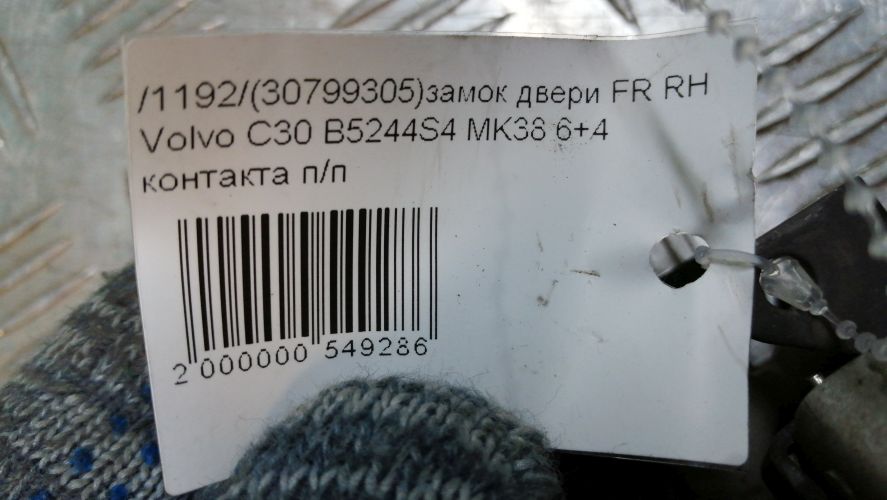 /1192/(30799305)замок двери FR RH
Volvo C30 B5244S4 MK38 6+4
контакта п/п
2 000000 549286